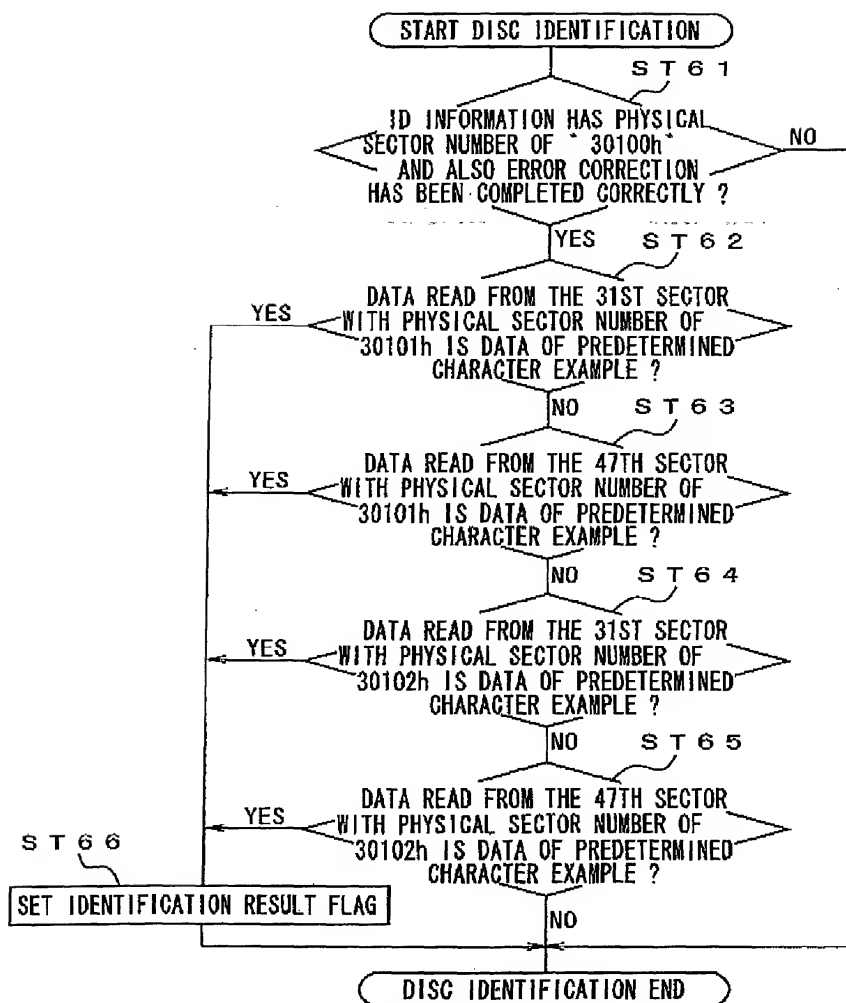 START DISC IDENTIFICATION
ST61
ID INFORMATION HAS PHYSICAL
SECTOR NUMBER OF " 30100h"
AND ALSO ERROR CORRECTION
HAS BEEN COMPLETED CORRECTLY ?
NO
YES
ST62
DATA READ FROM THE 31ST SECTOR
YES
WITH PHYSICAL SECTOR NUMBER OF
30101h IS DATA OF PREDETERMINED
CHARACTER EXAMPLE ?
NO
ST63
DATA READ FROM THE 47TH SECTOR
YES
WITH PHYSICAL SECTOR NUMBER OF
30101h IS DATA OF PREDETERMINED
CHARACTER EXAMPLE ?
NO
ST64
DATA READ FROM THE 31ST SECTOR
YES
WITH PHYSICAL SECTOR NUMBER OF
30102h IS DATA OF PREDETERMINED
CHARACTER EXAMPLE ?
NO
ST65
DATA READ FROM THE 47TH SECTOR
YES
WITH PHYSICAL SECTOR NUMBER OF
30102h IS DATA OF PREDETERMINED
CHARACTER EXAMPLE ?
ST66
SET IDENTIFICATION RESULT FLAG
NO
DISC IDENTIFICATION END